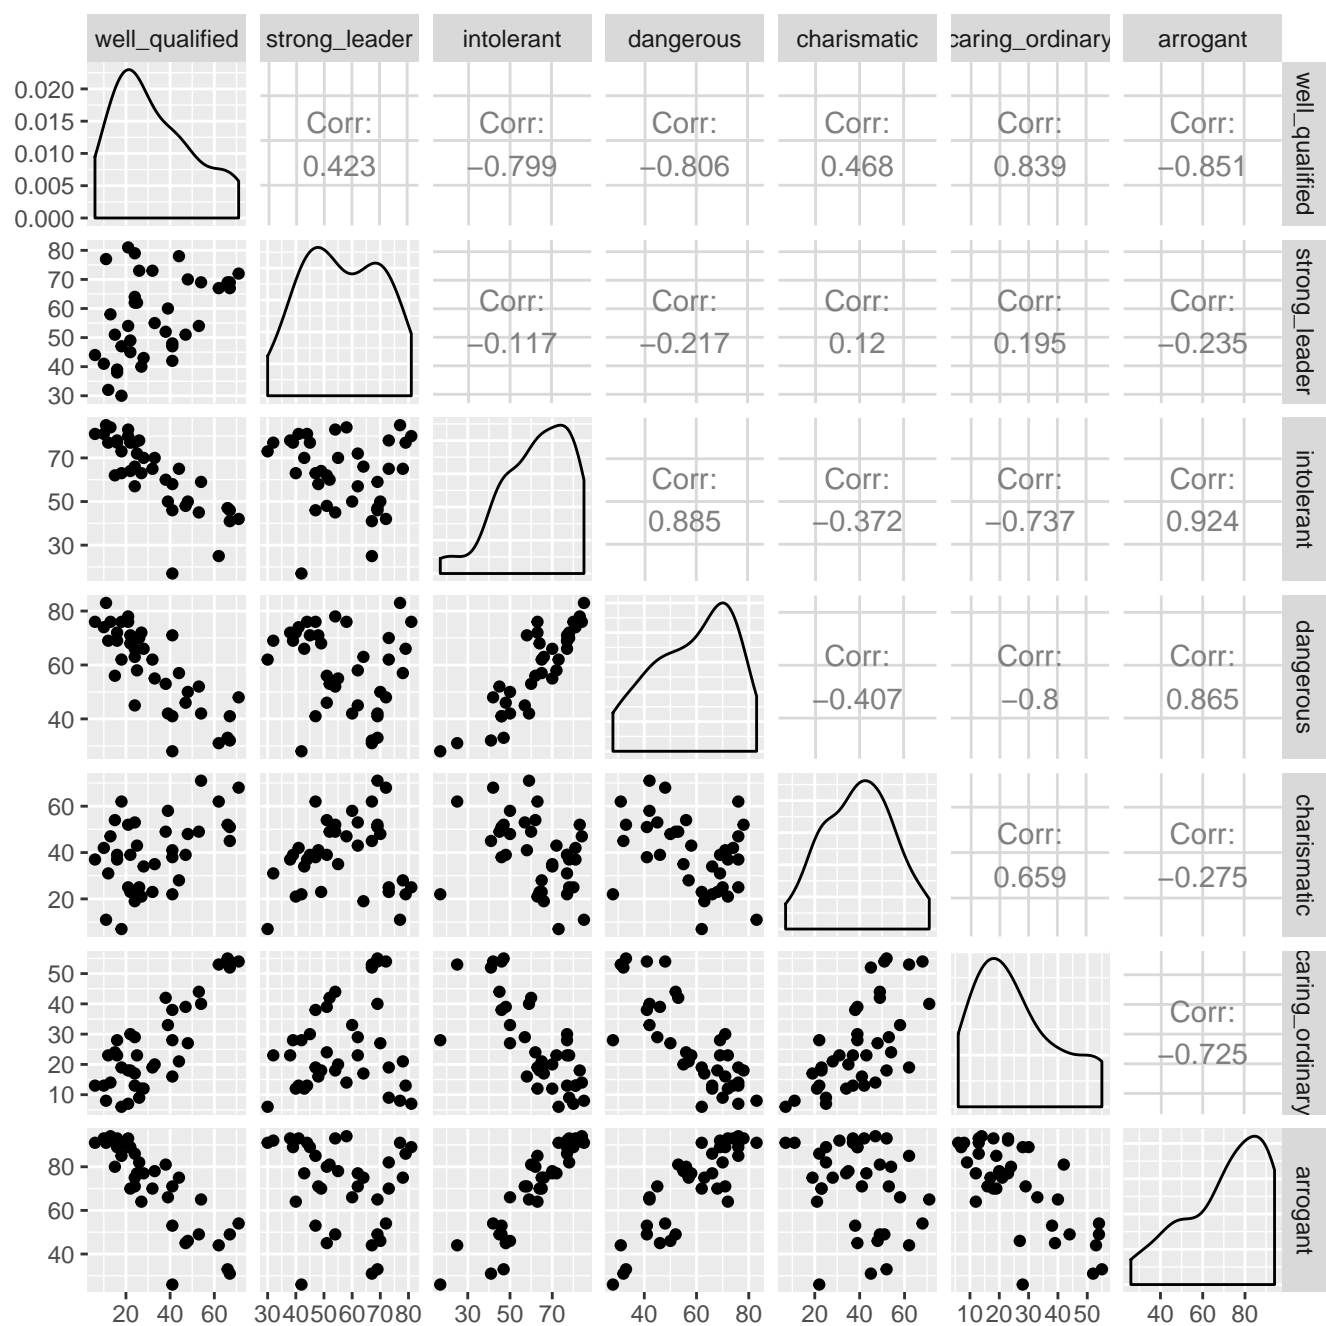 well_qualified strong_leader intolerant dangerous charismatic caring_ordinary arrogant
0.020
0.015
0.010
0.005
0.000
Corr: Corr: Corr: Corr: Corr: Corr:
0.423 −0.799 −0.806 0.468 0.839 −0.851
well_qualified
80
70
60
50
40
30
Corr: Corr: Corr: Corr: Corr:
−0.117 −0.217 0.12 0.195 −0.235
strong_leader
70
50
30
Corr: Corr: Corr: Corr:
0.885 −0.372 −0.737 0.924
intolerant
80
60
40
Corr: Corr: Corr:
−0.407 −0.8 0.865
dangerous
60
40
20
Corr: Corr:
0.659 −0.275
charismatic
50
40
30
20
10
Corr:
−0.725
caring_ordinary
80
60
40
arrogant
20 40 60 30 40 50 60 70 80 30 50 70 40 60 80 20 40 60 10 20 30 40 50 40 60 80